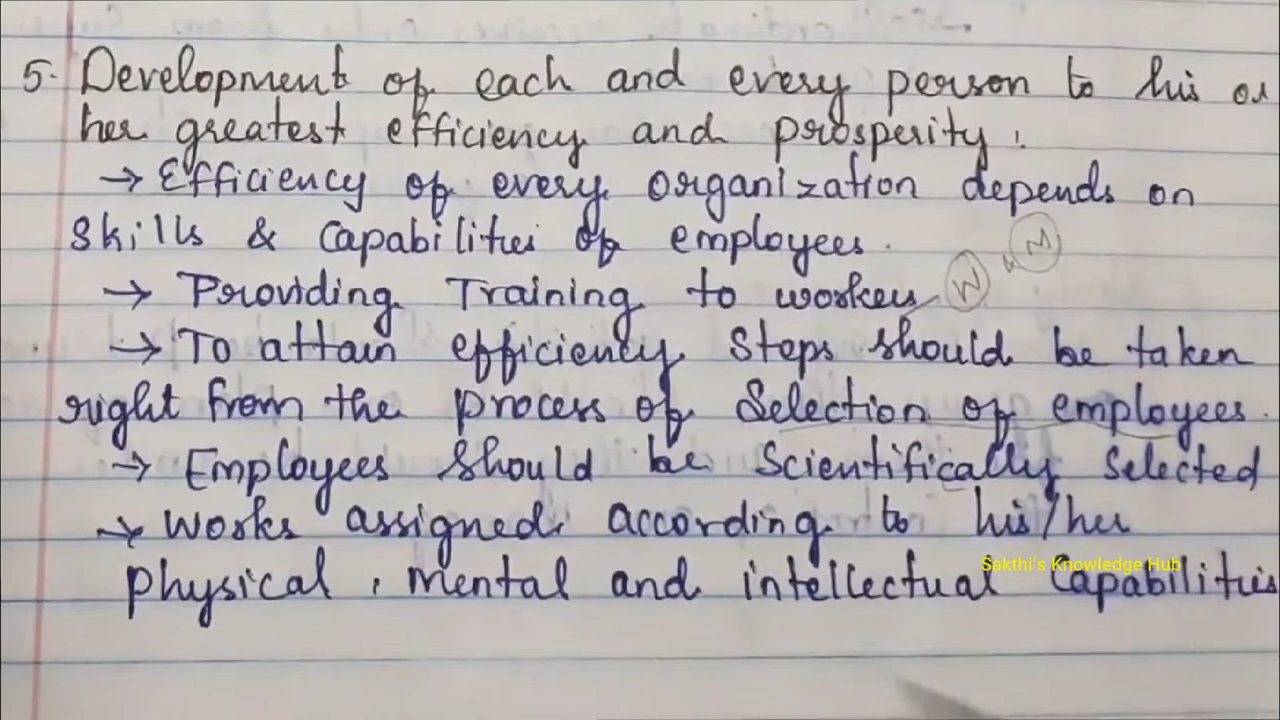 5. Development of each and every person to his or
her greatest efficiency and prosperity :
→ Efficiency of every organization depends on
Skills & Capabilities of employees.
M
→ Providing Training to workers W
→ To attain efficiency Steps should be taken
right from the process of Selection of employees.
→ Employees should be Scientifically Selected
→ Works assigned according to his/her
Sakthi's Knowledge Hub
physical, mental and intellectual Capabilities